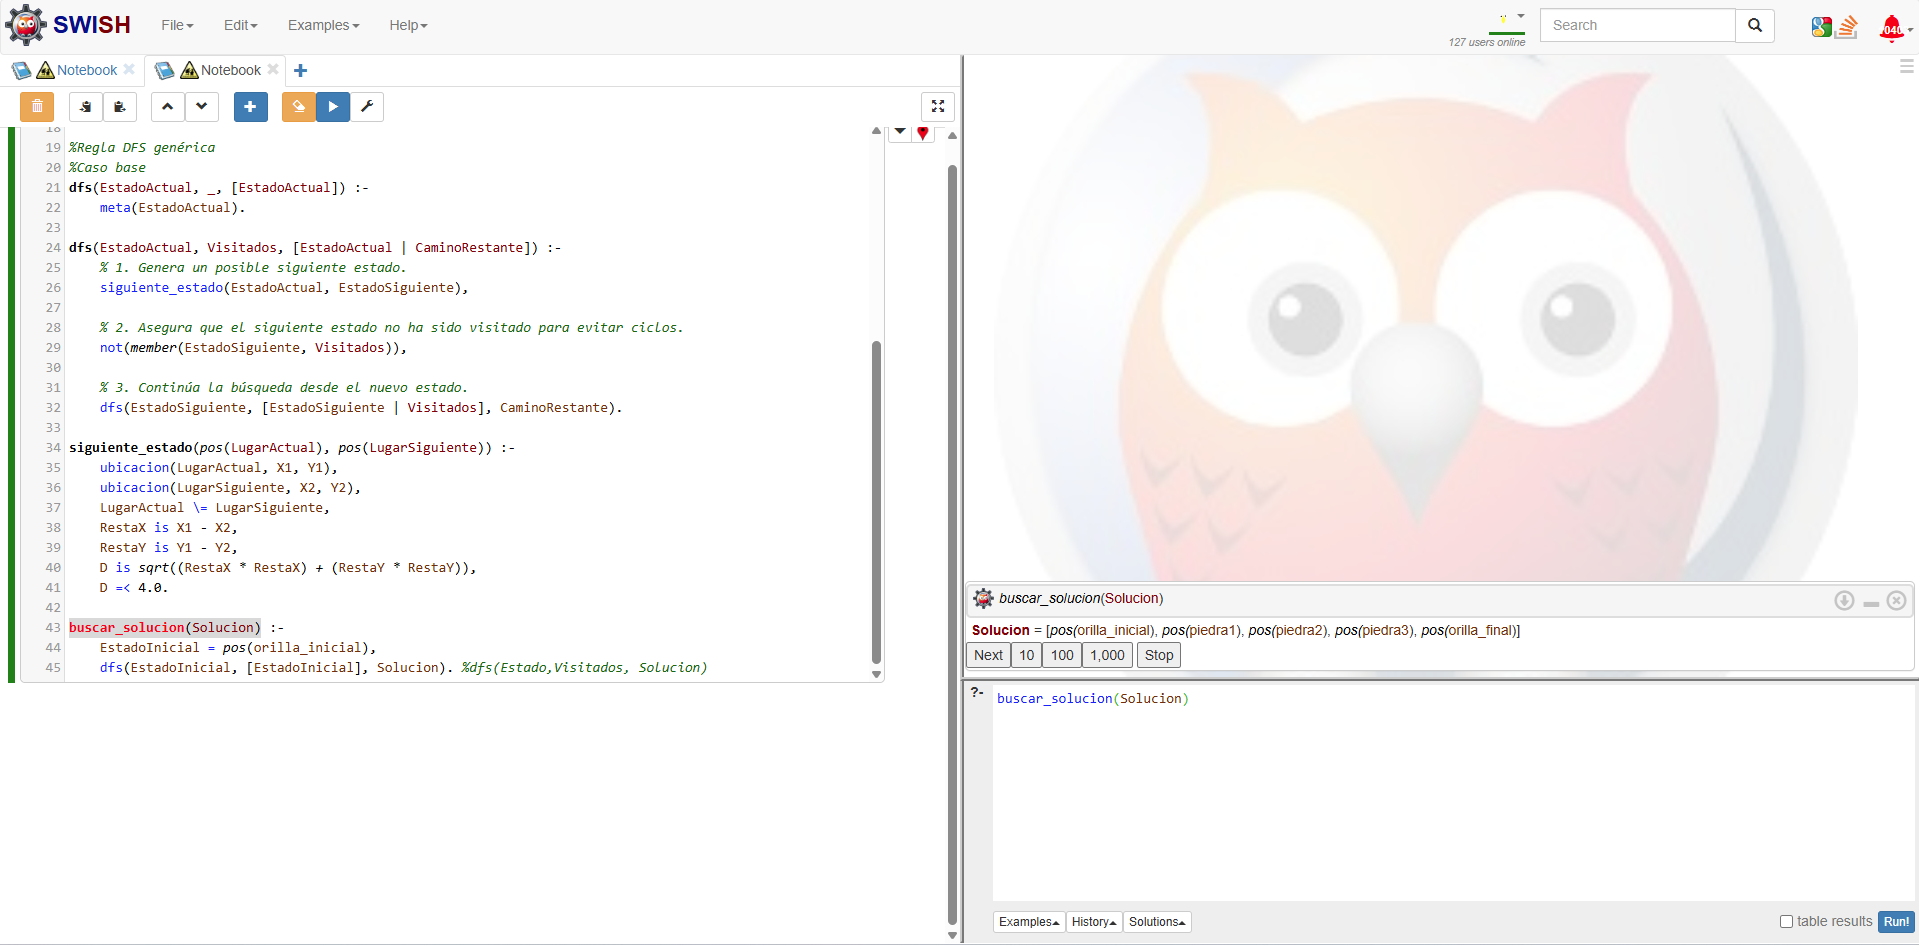 SWISH File Edit Examples Help
127 users online
Search
Notebook Notebook
18
19 %Regla DFS genérica
20 %Caso base
21 dfs(EstadoActual, _, [EstadoActual]) :-
22 meta(EstadoActual).
23
24 dfs(EstadoActual, Visitados, [EstadoActual | CaminoRestante]) :-
25 % 1. Genera un posible siguiente estado.
26 siguiente_estado(EstadoActual, EstadoSiguiente),
27
28 % 2. Asegura que el siguiente estado no ha sido visitado para evitar ciclos.
29 not(member(EstadoSiguiente, Visitados)),
30
31 % 3. Continúa la búsqueda desde el nuevo estado.
32 dfs(EstadoSiguiente, [EstadoSiguiente | Visitados], CaminoRestante).
33
34 siguiente_estado(pos(LugarActual), pos(LugarSiguiente)) :-
35 ubicacion(LugarActual, X1, Y1),
36 ubicacion(LugarSiguiente, X2, Y2),
37 LugarActual \= LugarSiguiente,
38 RestaX is X1 - X2,
39 RestaY is Y1 - Y2,
40 D is sqrt((RestaX * RestaX) + (RestaY * RestaY)),
41 D =< 4.0.
42
43 buscar_solucion(Solucion) :-
44 EstadoInicial = pos(orilla_inicial),
45 dfs(EstadoInicial, [EstadoInicial], Solucion). %dfs(Estado,Visitados, Solucion)
buscar_solucion(Solucion)
Solucion = [pos(orilla_inicial), pos(piedra1), pos(piedra2), pos(piedra3), pos(orilla_final)]
Next 10 100 1,000 Stop
?- buscar_solucion(Solucion)
Examples History Solutions table results Run!